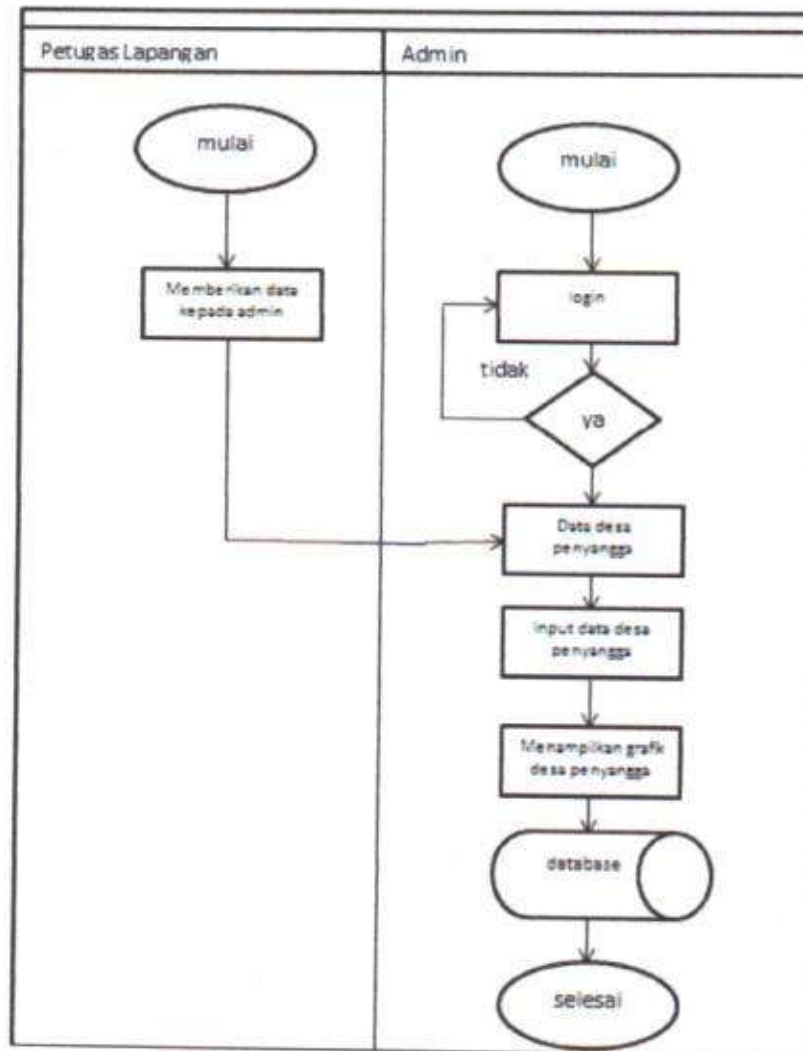 Petugas Lapangan
Admin
mulai
Memberikan data
kepada admin
mulai
login
tidak
ya
Data desa
penyangga
Input data desa
penyangga
Menampilkan grafik
desa penyangga
database
selesai